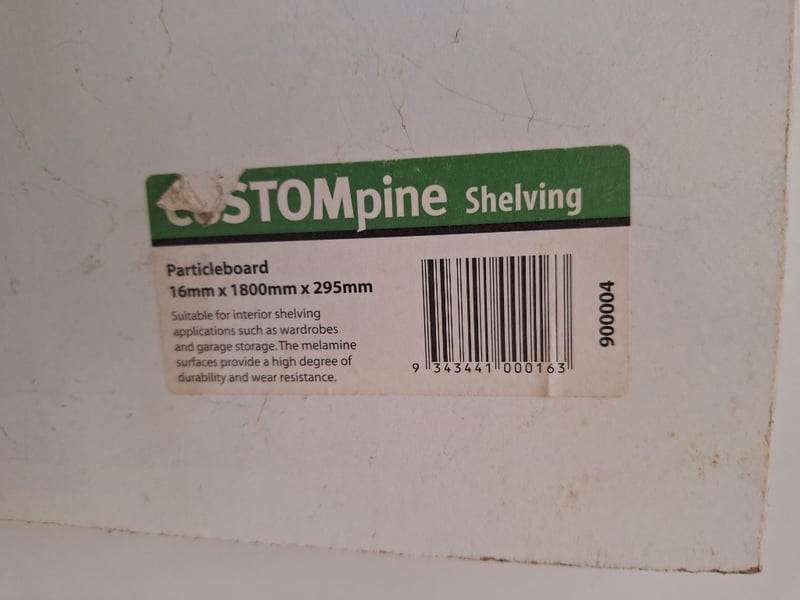 CUSTOMpine Shelving
Particleboard
16mm x 1800mm x 295mm
Suitable for interior shelving
applications such as wardrobes
and garage storage. The melamine
surfaces provide a high degree of
durability and wear resistance.
9 343441 000163
900004